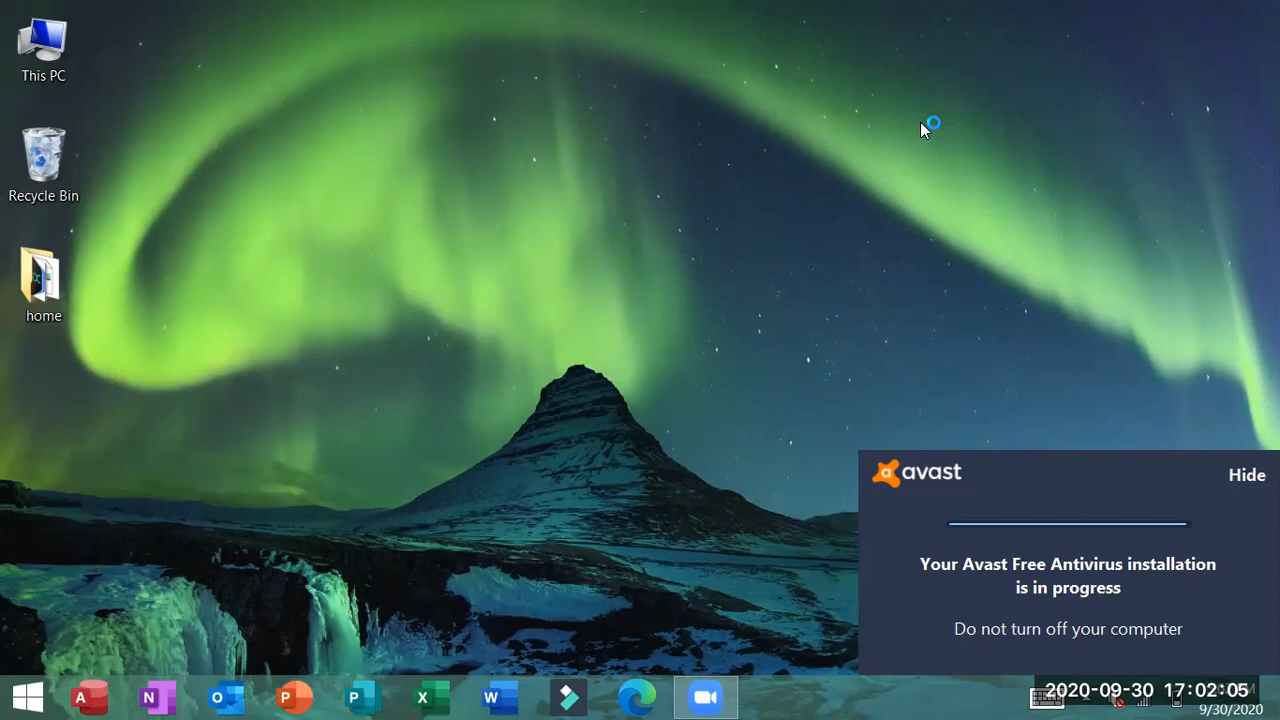 This PC
Recycle Bin
home
avast
Hide
Your Avast Free Antivirus installation
is in progress
Do not turn off your computer
A
N
O
P
P
X
W
2020-09-30 17:02:05
9/30/2020